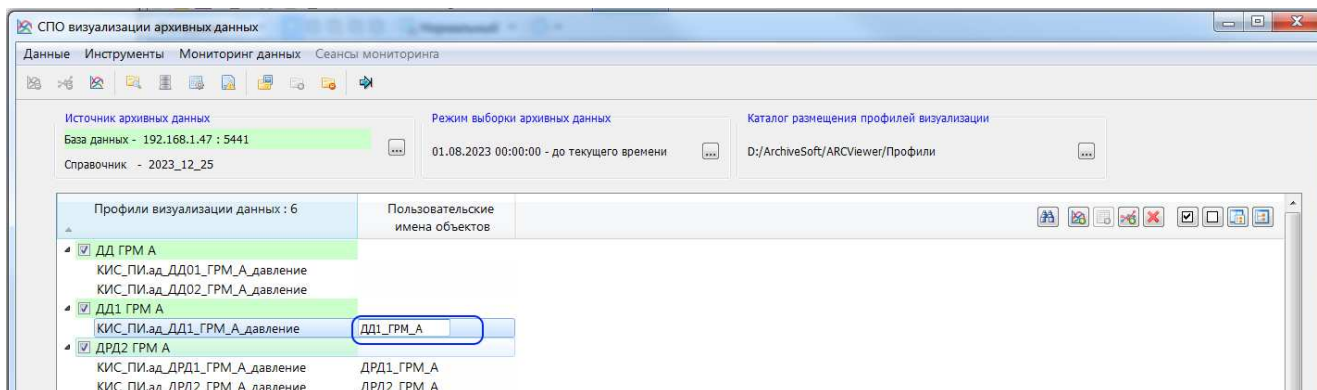 СПО визуализации архивных данных
Данные Инструменты Мониторинг данных Сеансы мониторинга
Источник архивных данных
База данных - 192.168.1.47 : 5441
Справочник - 2023_12_25
Режим выборки архивных данных
01.08.2023 00:00:00 - до текущего времени
Каталог размещения профилей визуализации
D:/ArchiveSoft/ARCViewer/Профили
Профили визуализации данных : 6
Пользовательские
имена объектов
ДД ГРМ А
КИС_ПИ.ад_ДД01_ГРМ_А_давление
КИС_ПИ.ад_ДД02_ГРМ_А_давление
ДД1 ГРМ А
КИС_ПИ.ад_ДД1_ГРМ_А_давление ДД1_ГРМ_А
ДРД2 ГРМ А
КИС_ПИ.ад_ДРД1_ГРМ_А_давление ДРД1_ГРМ_А
КИС_ПИ.ад_ДРД2_ГРМ_А_давление ДРД2_ГРМ_А